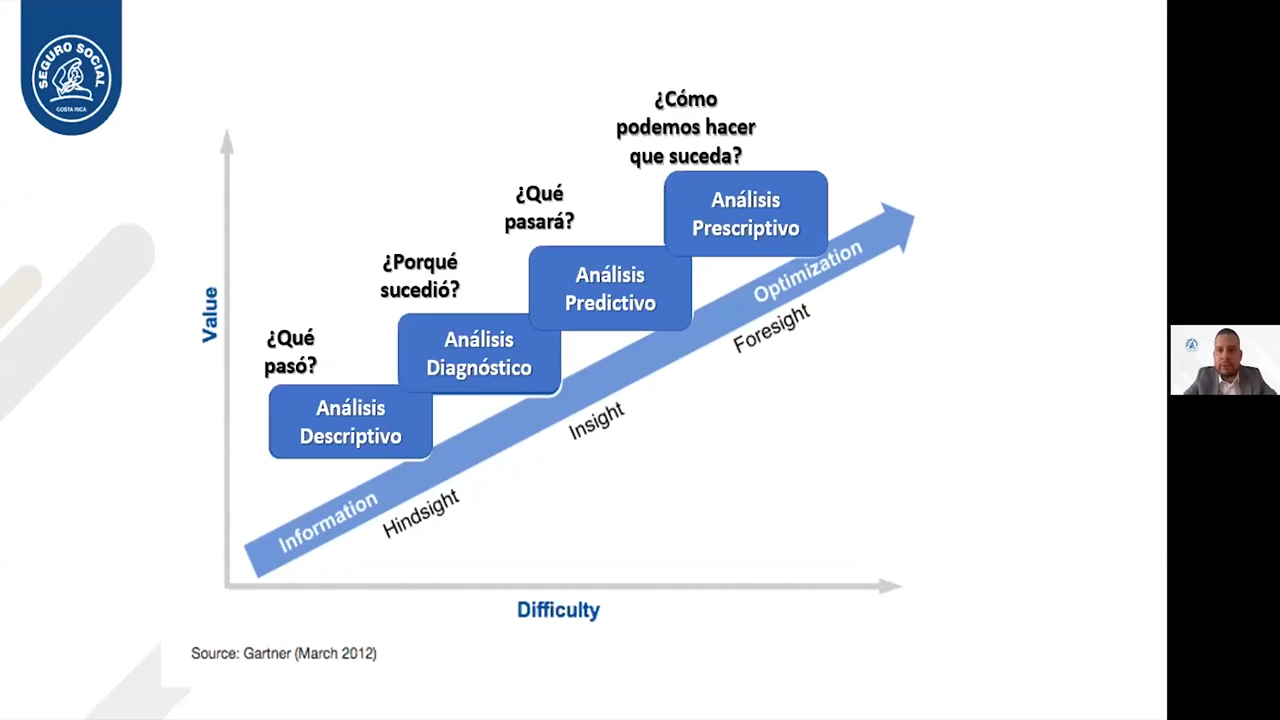 SEGURO SOCIAL
COSTA RICA
¿Cómo
podemos hacer
que suceda?
Análisis
Prescriptivo
¿Qué
pasará?
Análisis
Predictivo
¿Porqué
sucedió?
Análisis
Diagnóstico
¿Qué
pasó?
Análisis
Descriptivo
Value
Information
Optimization
Hindsight
Insight
Foresight
Difficulty
Source: Gartner (March 2012)